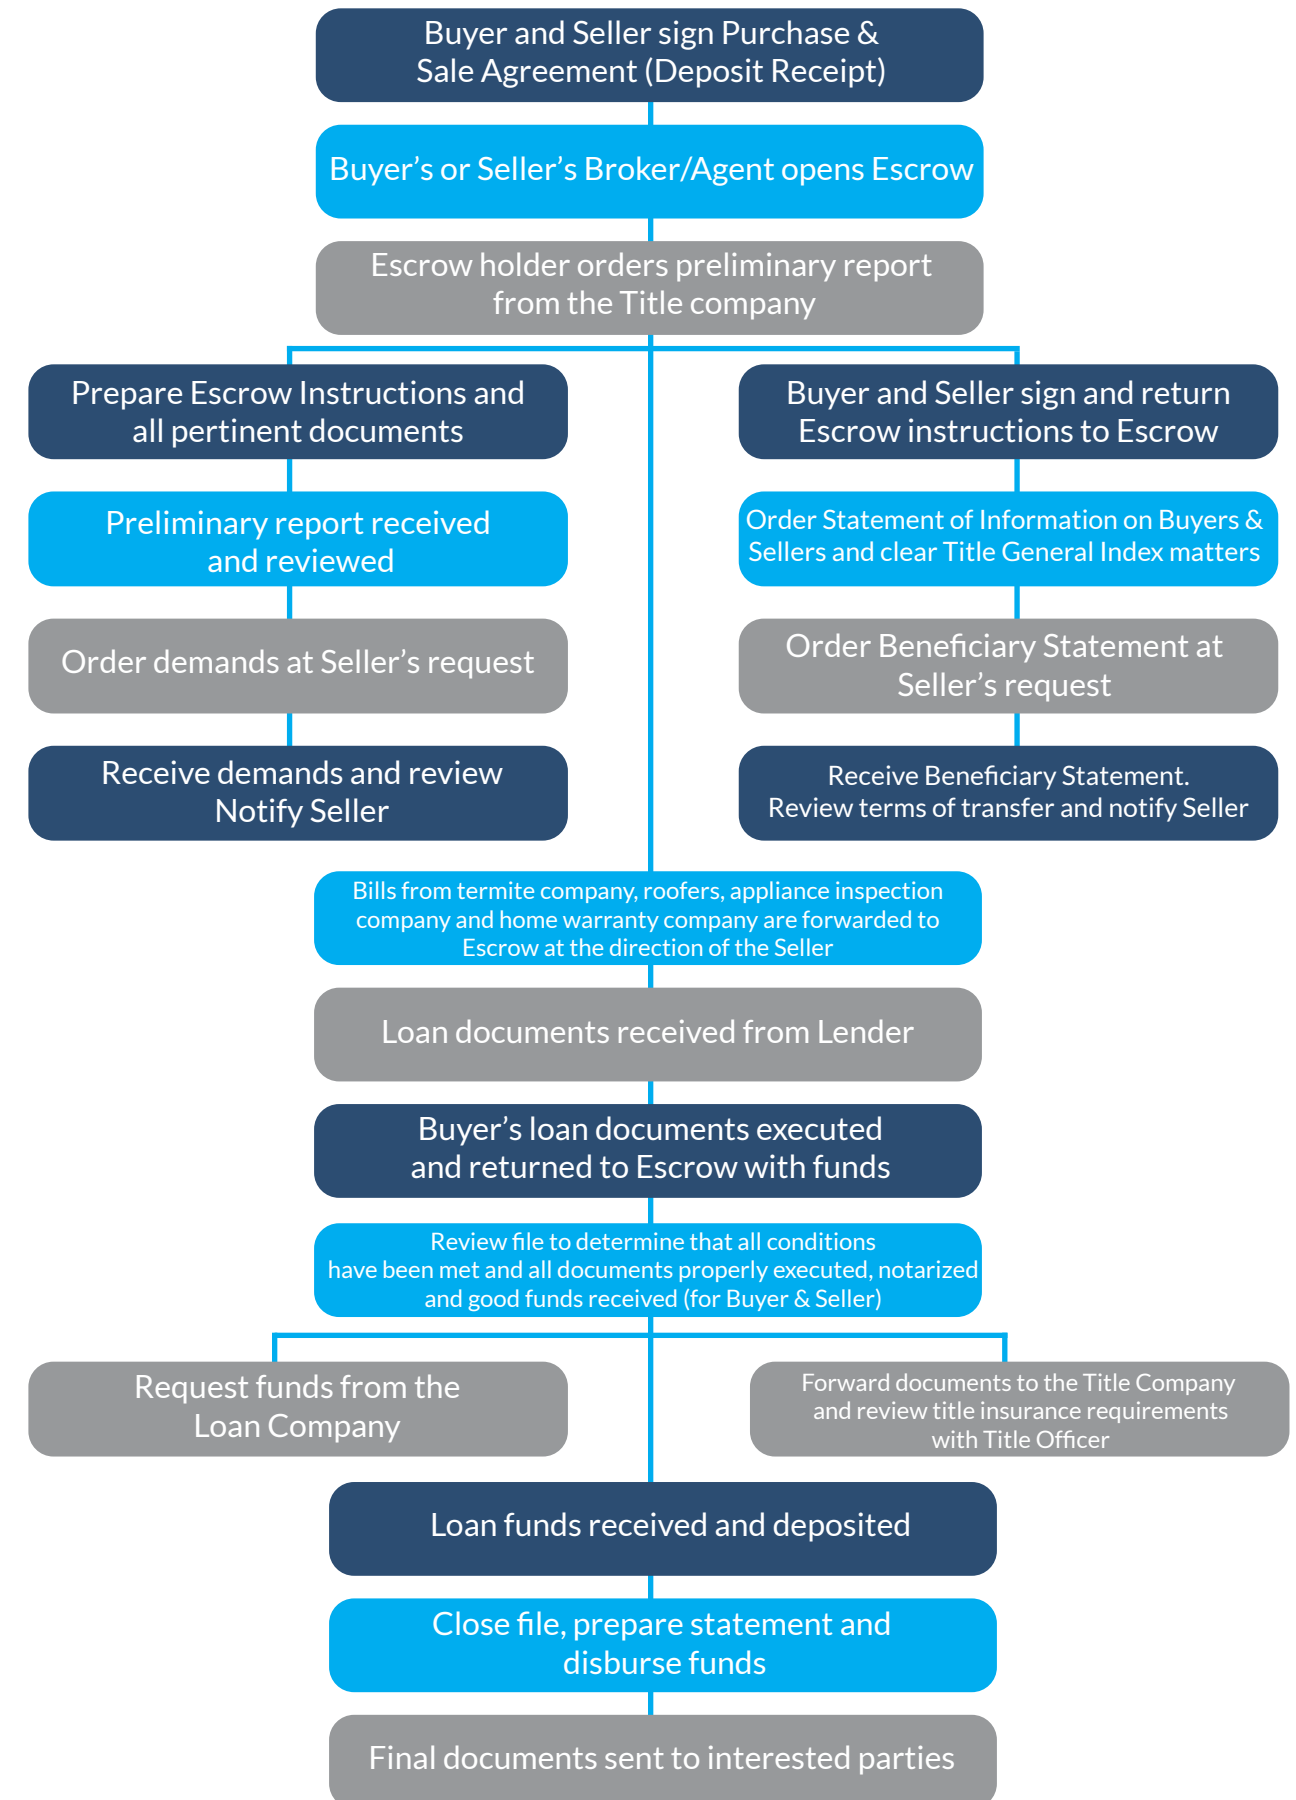 Buyer and Seller sign Purchase &
Sale Agreement (Deposit Receipt)
Buyer’s or Seller’s Broker/Agent opens Escrow
Escrow holder orders preliminary report
from the Title company
Prepare Escrow Instructions and
all pertinent documents
Preliminary report received
and reviewed
Order demands at Seller’s request
Receive demands and review
Notify Seller
Buyer and Seller sign and return
Escrow instructions to Escrow
Order Statement of Information on Buyers &
Sellers and clear Title General Index matters
Order Beneficiary Statement at
Seller’s request
Receive Beneficiary Statement.
Review terms of transfer and notify Seller
Bills from termite company, roofers, appliance inspection
company and home warranty company are forwarded to
Escrow at the direction of the Seller
Loan documents received from Lender
Buyer’s loan documents executed
and returned to Escrow with funds
Review file to determine that all conditions
have been met and all documents properly executed, notarized
and good funds received (for Buyer & Seller)
Request funds from the
Loan Company
Forward documents to the Title Company
and review title insurance requirements
with Title Officer
Loan funds received and deposited
Close file, prepare statement and
disburse funds
Final documents sent to interested parties